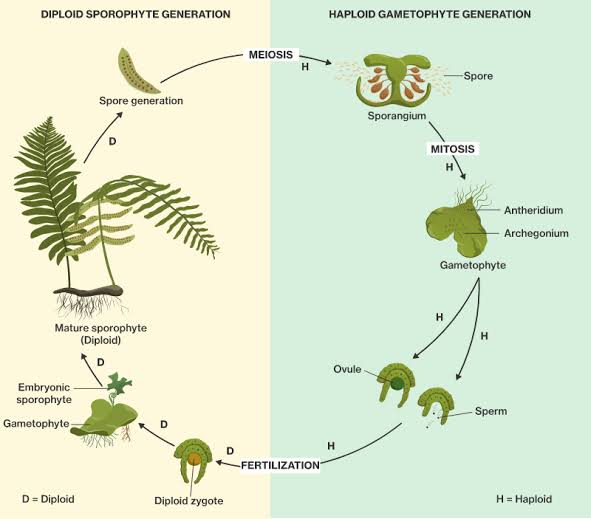 DIPLOID SPOROPHYTE GENERATION
HAPLOID GAMETOPHYTE GENERATION
MEIOSIS
H
Spore generation
Spore
Sporangium
D
MITOSIS
H
Antheridium
Archegonium
Gametophyte
Mature sporophyte
(Diploid)
H
H
D
Ovule
Embryonic
sporophyte
Sperm
Gametophyte
D
D
H
FERTILIZATION
D = Diploid
Diploid zygote
H = Haploid